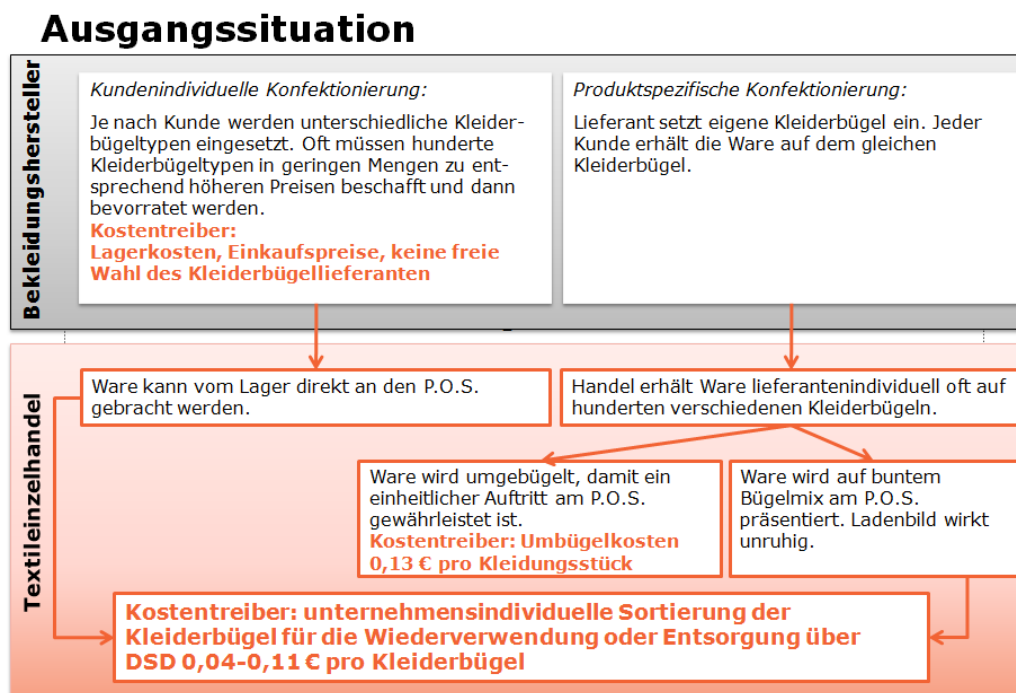 Ausgangssituation
Bekleidungshersteller
Kundenindividuelle Konfektionierung:
Je nach Kunde werden unterschiedliche Kleider-
bügeltypen eingesetzt. Oft müssen hunderte
Kleiderbügeltypen in geringen Mengen zu ent-
sprechend höheren Preisen beschafft und dann
bevorratet werden.
Kostentreiber:
Lagerkosten, Einkaufspreise, keine freie
Wahl des Kleiderbügellieferanten
Produktspezifische Konfektionierung:
Lieferant setzt eigene Kleiderbügel ein. Jeder
Kunde erhält die Ware auf dem gleichen
Kleiderbügel.
Textileinzelhandel
Ware kann vom Lager direkt an den P.O.S.
gebracht werden.
Handel erhält Ware lieferantenindividuell oft auf
hunderten verschiedenen Kleiderbügeln.
Ware wird umgebügelt, damit ein
einheitlicher Auftritt am P.O.S.
gewährleistet ist.
Kostentreiber: Umbügelkosten
0,13 € pro Kleidungsstück
Ware wird auf buntem
Bügelmix am P.O.S.
präsentiert. Ladenbild wirkt
unruhig.
Kostentreiber: unternehmensindividuelle Sortierung der
Kleiderbügel für die Wiederverwendung oder Entsorgung über
DSD 0,04-0,11 € pro Kleiderbügel